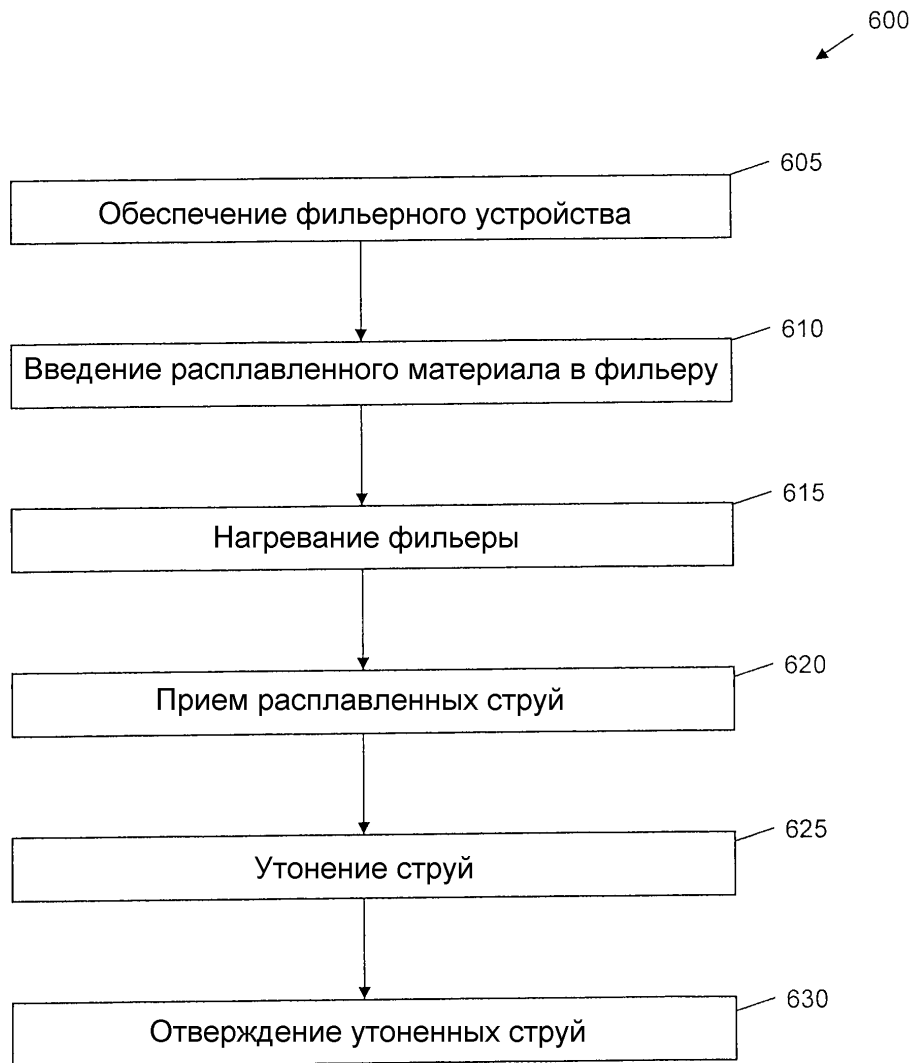 600
605
Обеспечение фильерного устройства
610
Введение расплавленного материала в фильеру
615
Нагревание фильеры
620
Прием расплавленных струй
625
Утонение струй
630
Отверждение утоненных струй